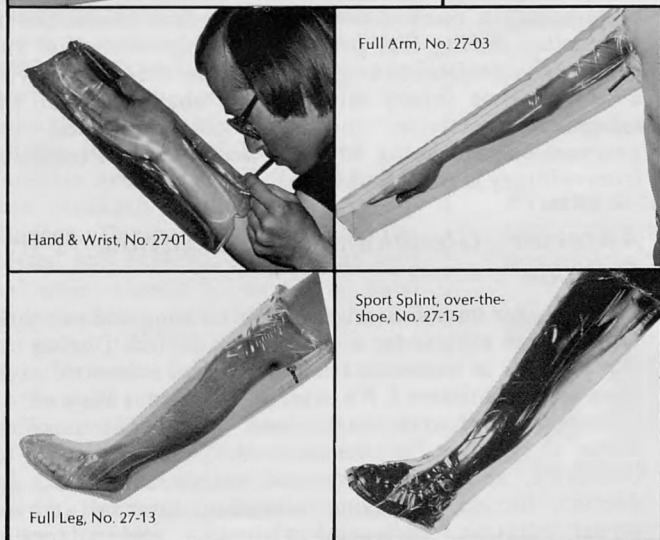 Full Arm, No. 27-03
Hand & Wrist, No. 27-01
Sport Splint, over-the-
shoe, No. 27-15
Full Leg, No. 27-13